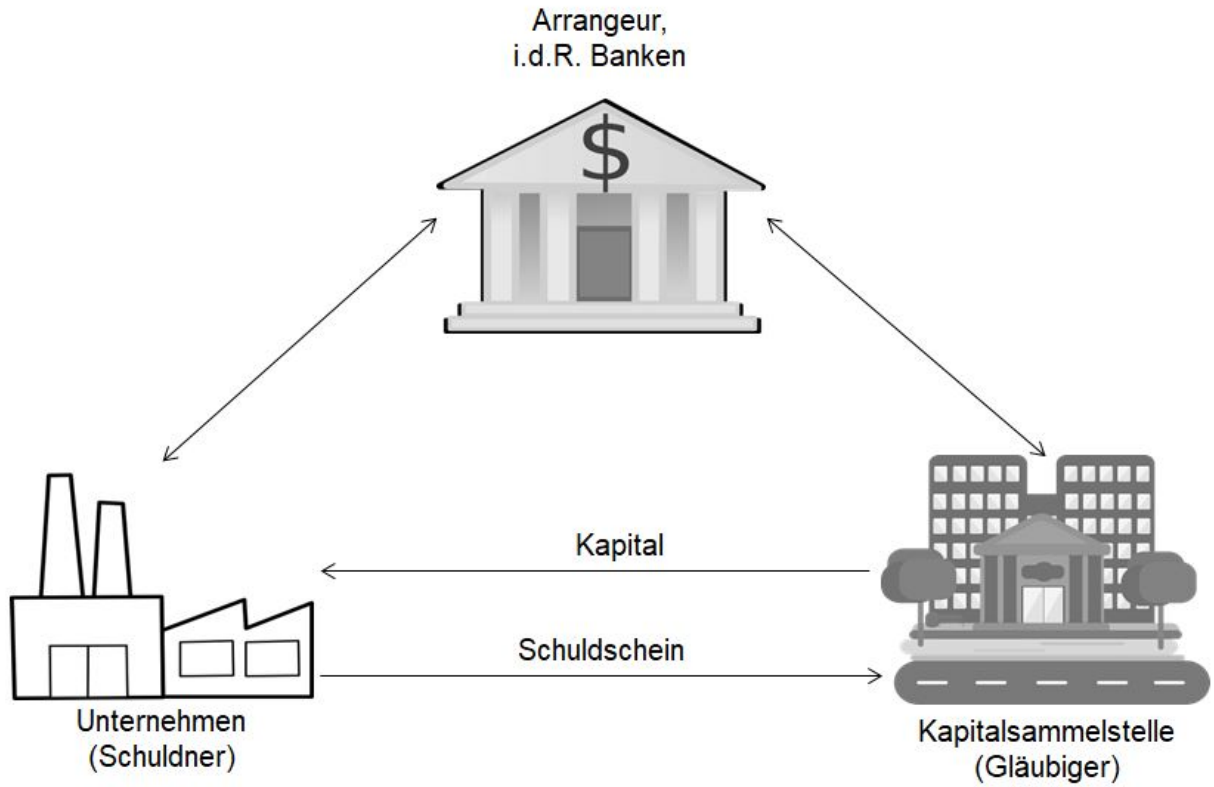 Arrangeur,
i.d.R. Banken
$
Kapital
Schuldschein
Unternehmen
(Schuldner)
Kapitalsammelstelle
(Gläubiger)